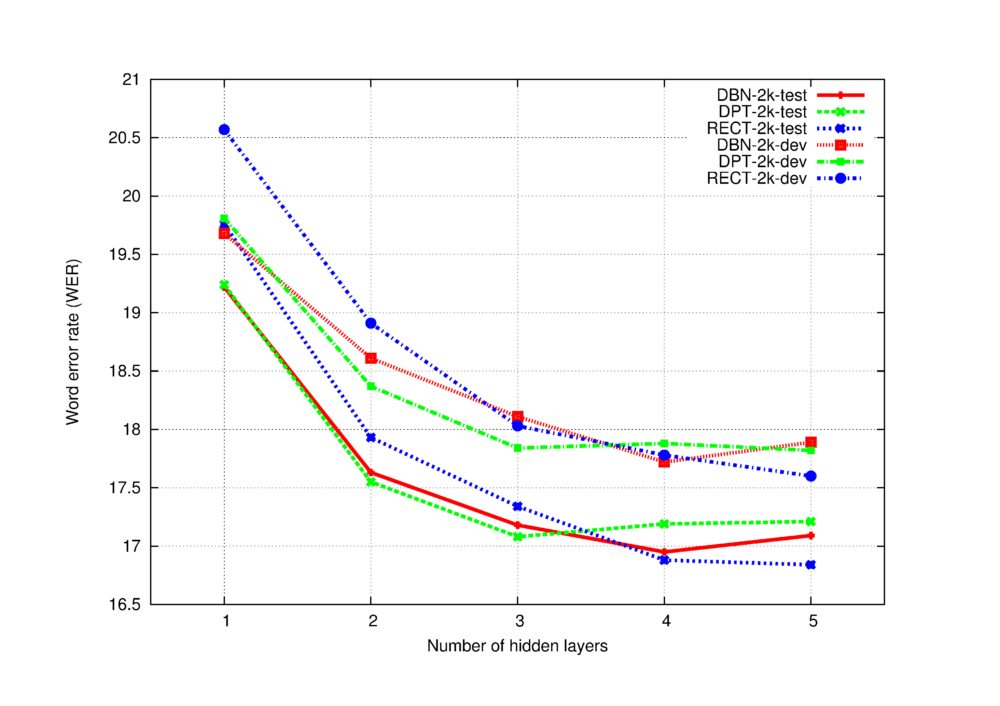 21
20.5
20
19.5
19
18.5
18
17.5
17
16.5
Word error rate (WER)
DBN-2k-test
DPT-2k-test
RECT-2k-test
DBN-2k-dev
DPT-2k-dev
RECT-2k-dev
1 2 3 4 5
Number of hidden layers